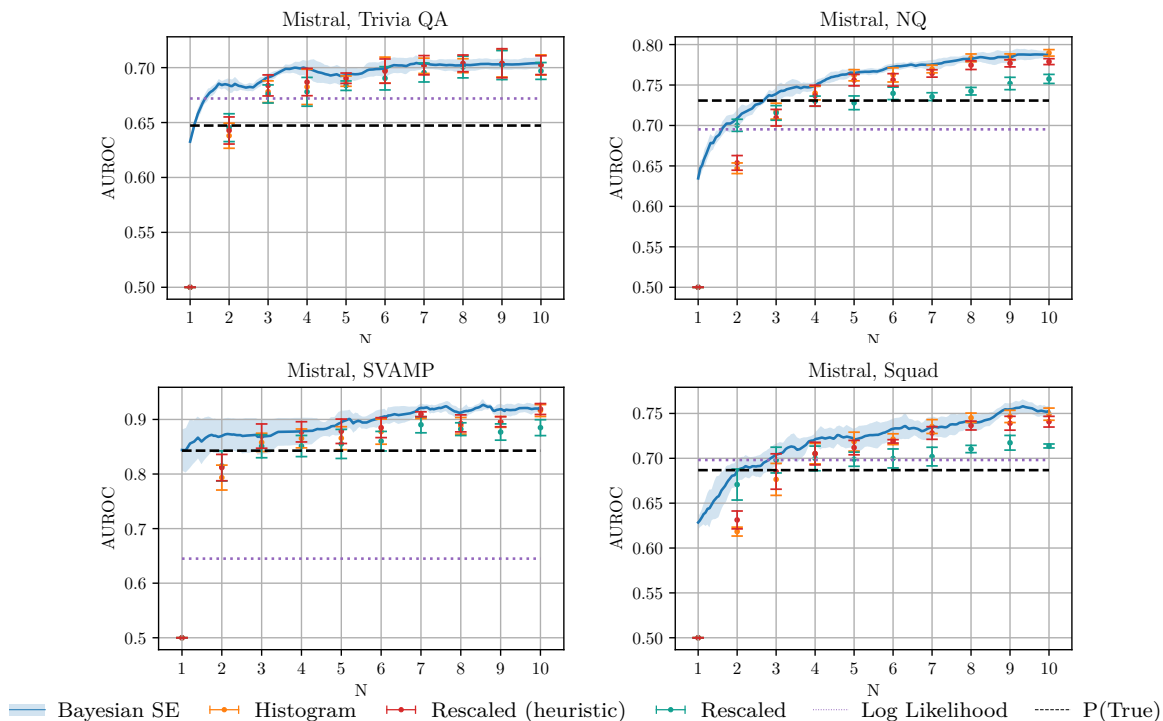 Mistral, Trivia QA
AUROC
0.70
0.65
0.60
0.55
0.50
1 2 3 4 5 6 7 8 9 10
N
Mistral, NQ
AUROC
0.80
0.75
0.70
0.65
0.60
0.55
0.50
1 2 3 4 5 6 7 8 9 10
N
Mistral, SVAMP
AUROC
0.9
0.8
0.7
0.6
0.5
1 2 3 4 5 6 7 8 9 10
N
Mistral, Squad
AUROC
0.75
0.70
0.65
0.60
0.55
0.50
1 2 3 4 5 6 7 8 9 10
N
Bayesian SE Histogram Rescaled (heuristic) Rescaled Log Likelihood P(True)